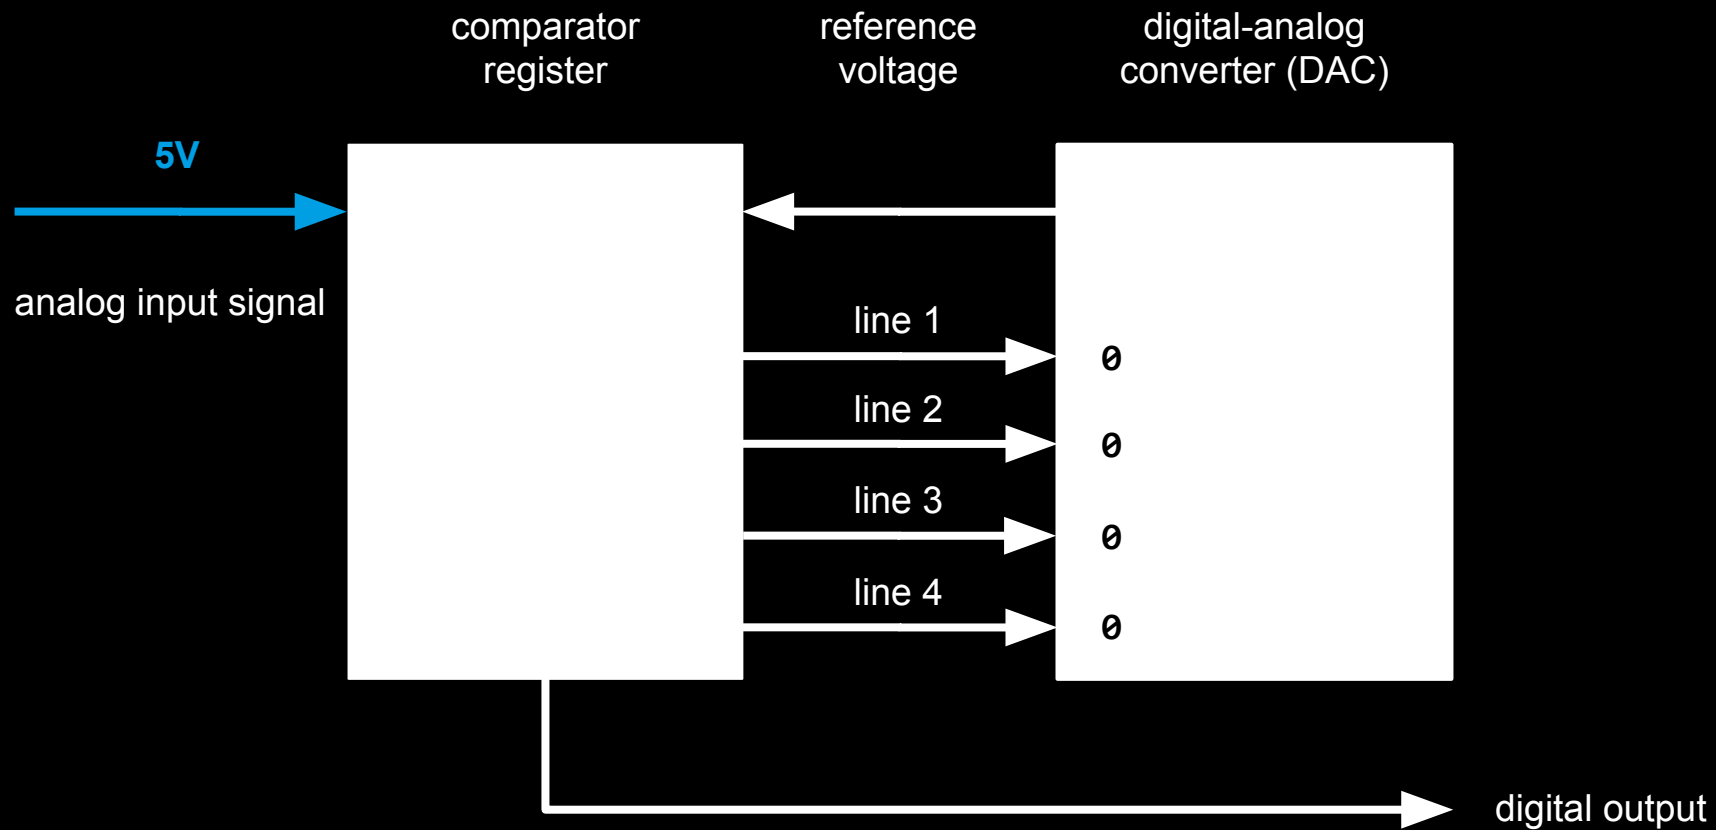 comparator
register
reference
voltage
digital-analog
converter (DAC)
5V
analog input signal
line 1
0
line 2
0
line 3
0
line 4
0
digital output